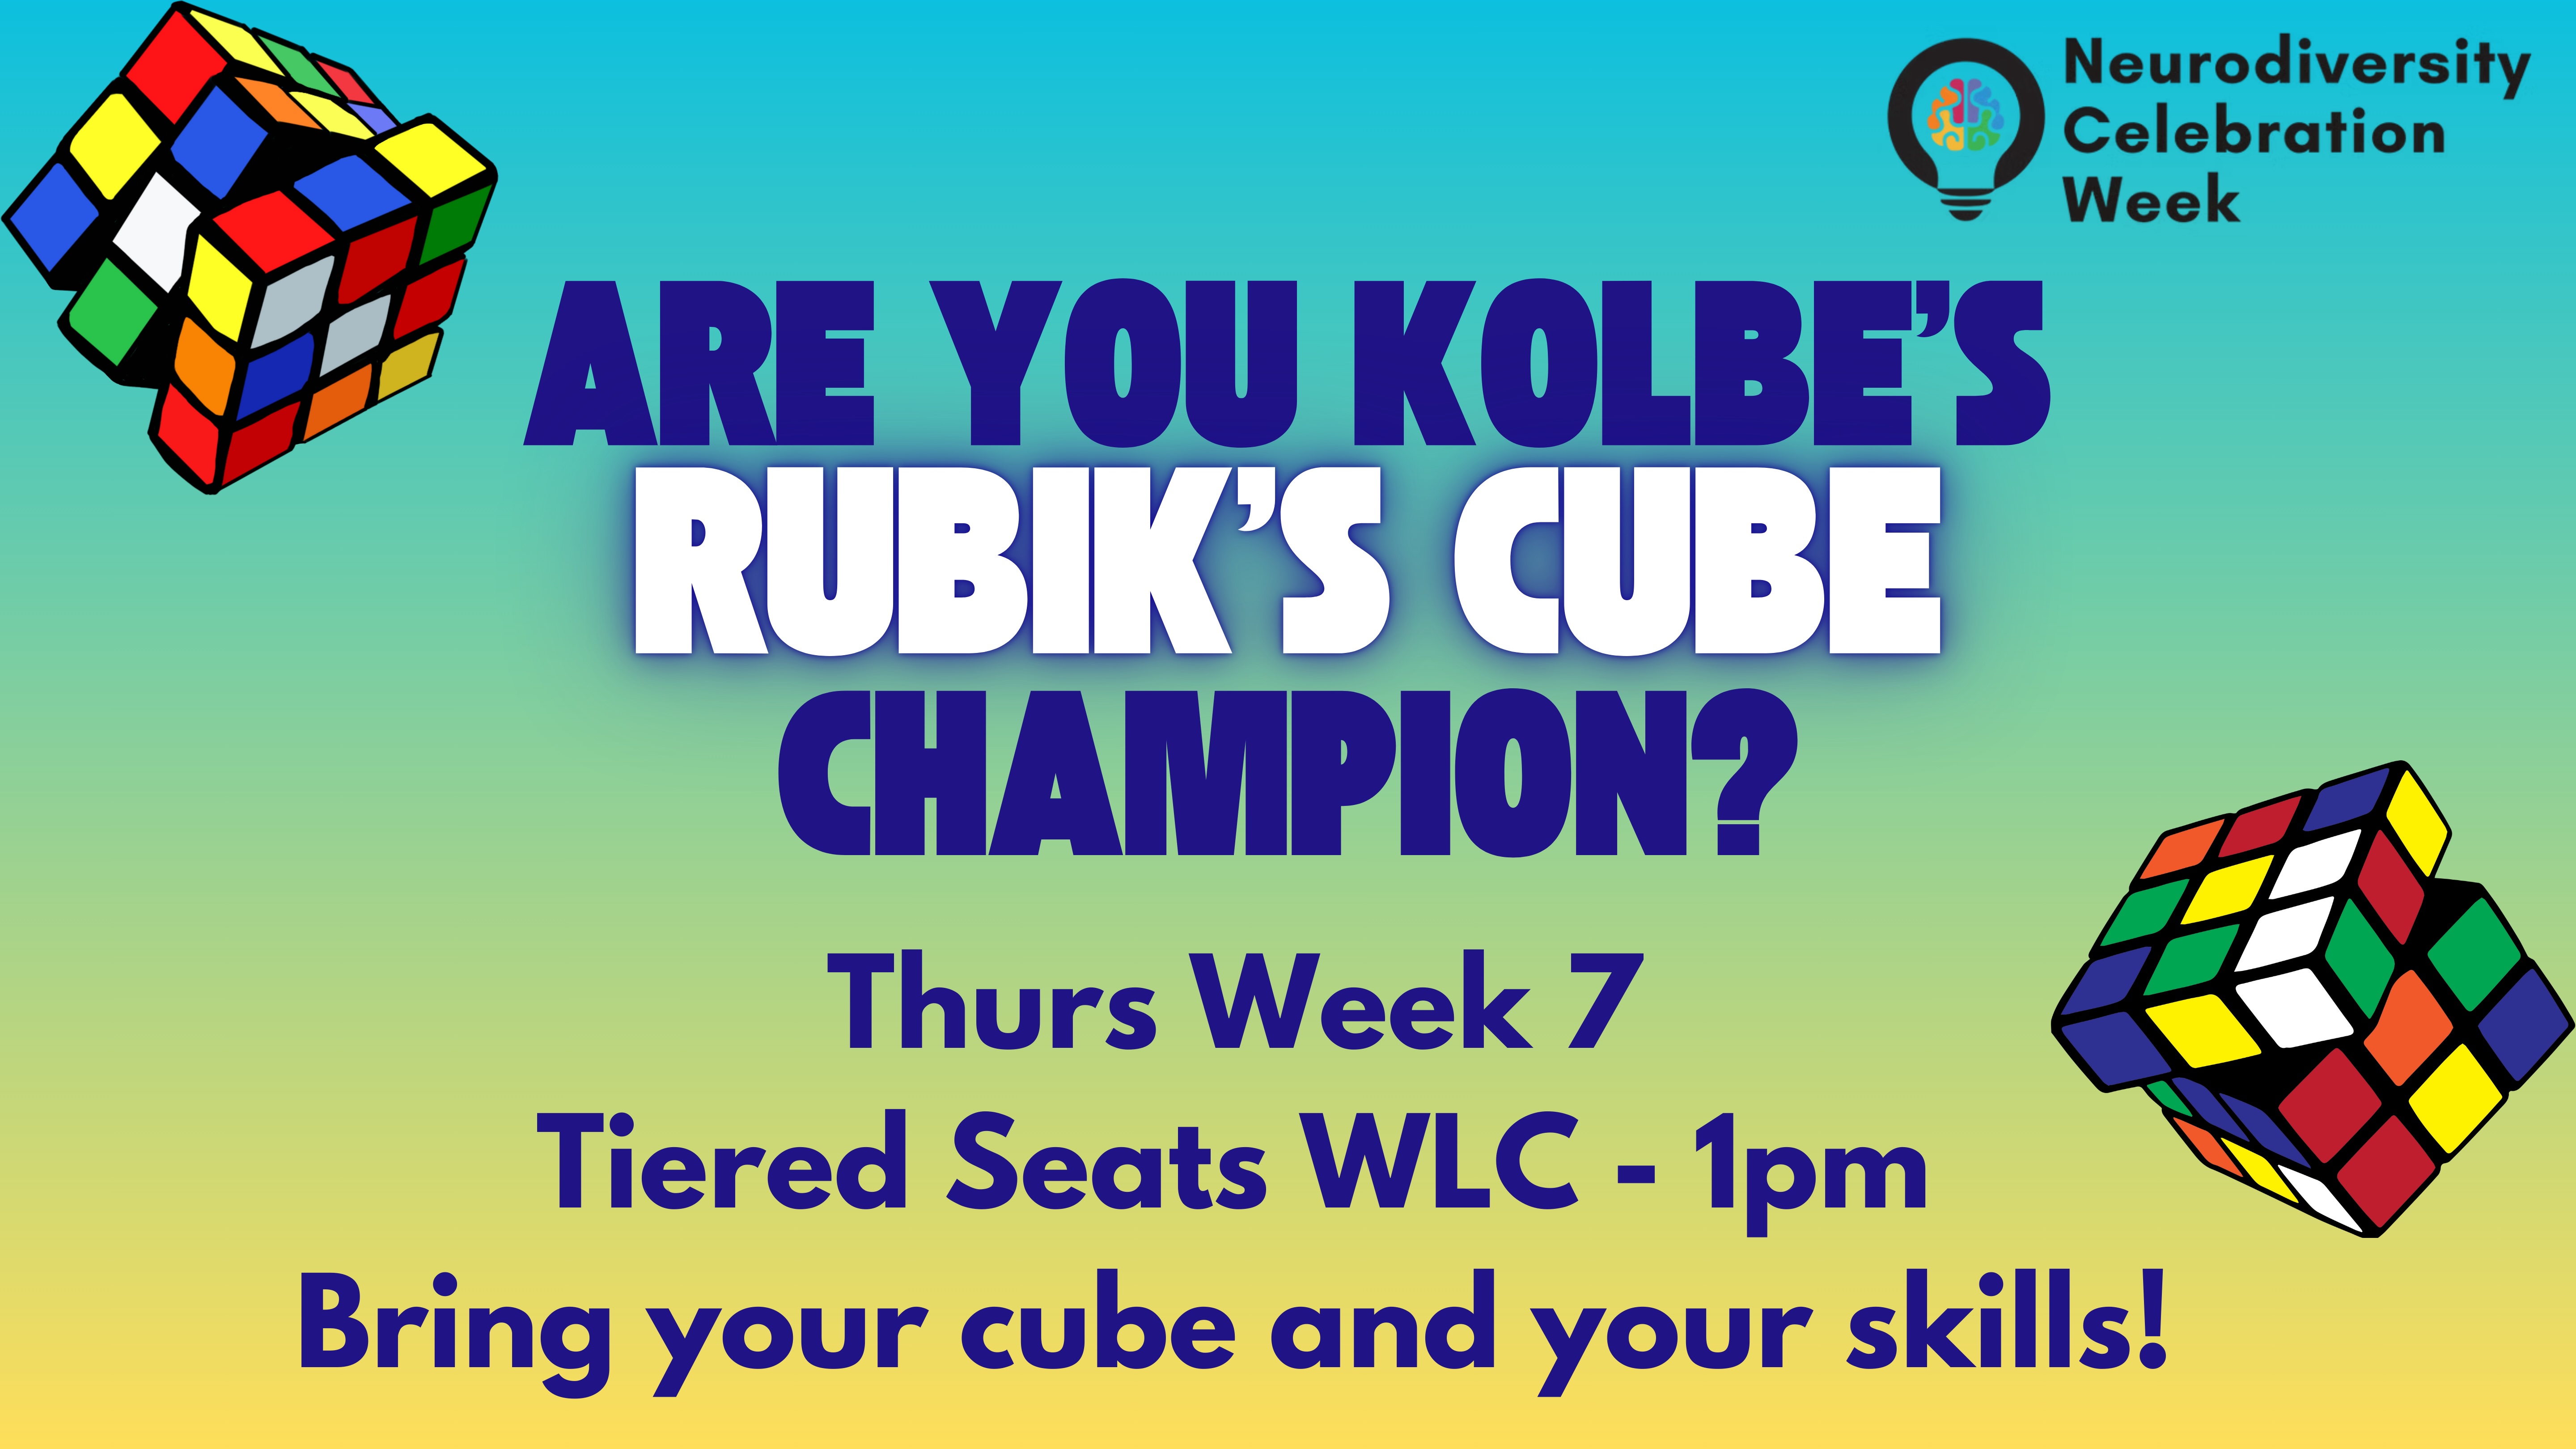 Neurodiversity
Celebration
Week
ARE YOU KOLBE’S
RUBIK’S CUBE
CHAMPION?
Thurs Week 7
Tiered Seats WLC - 1pm
Bring your cube and your skills!